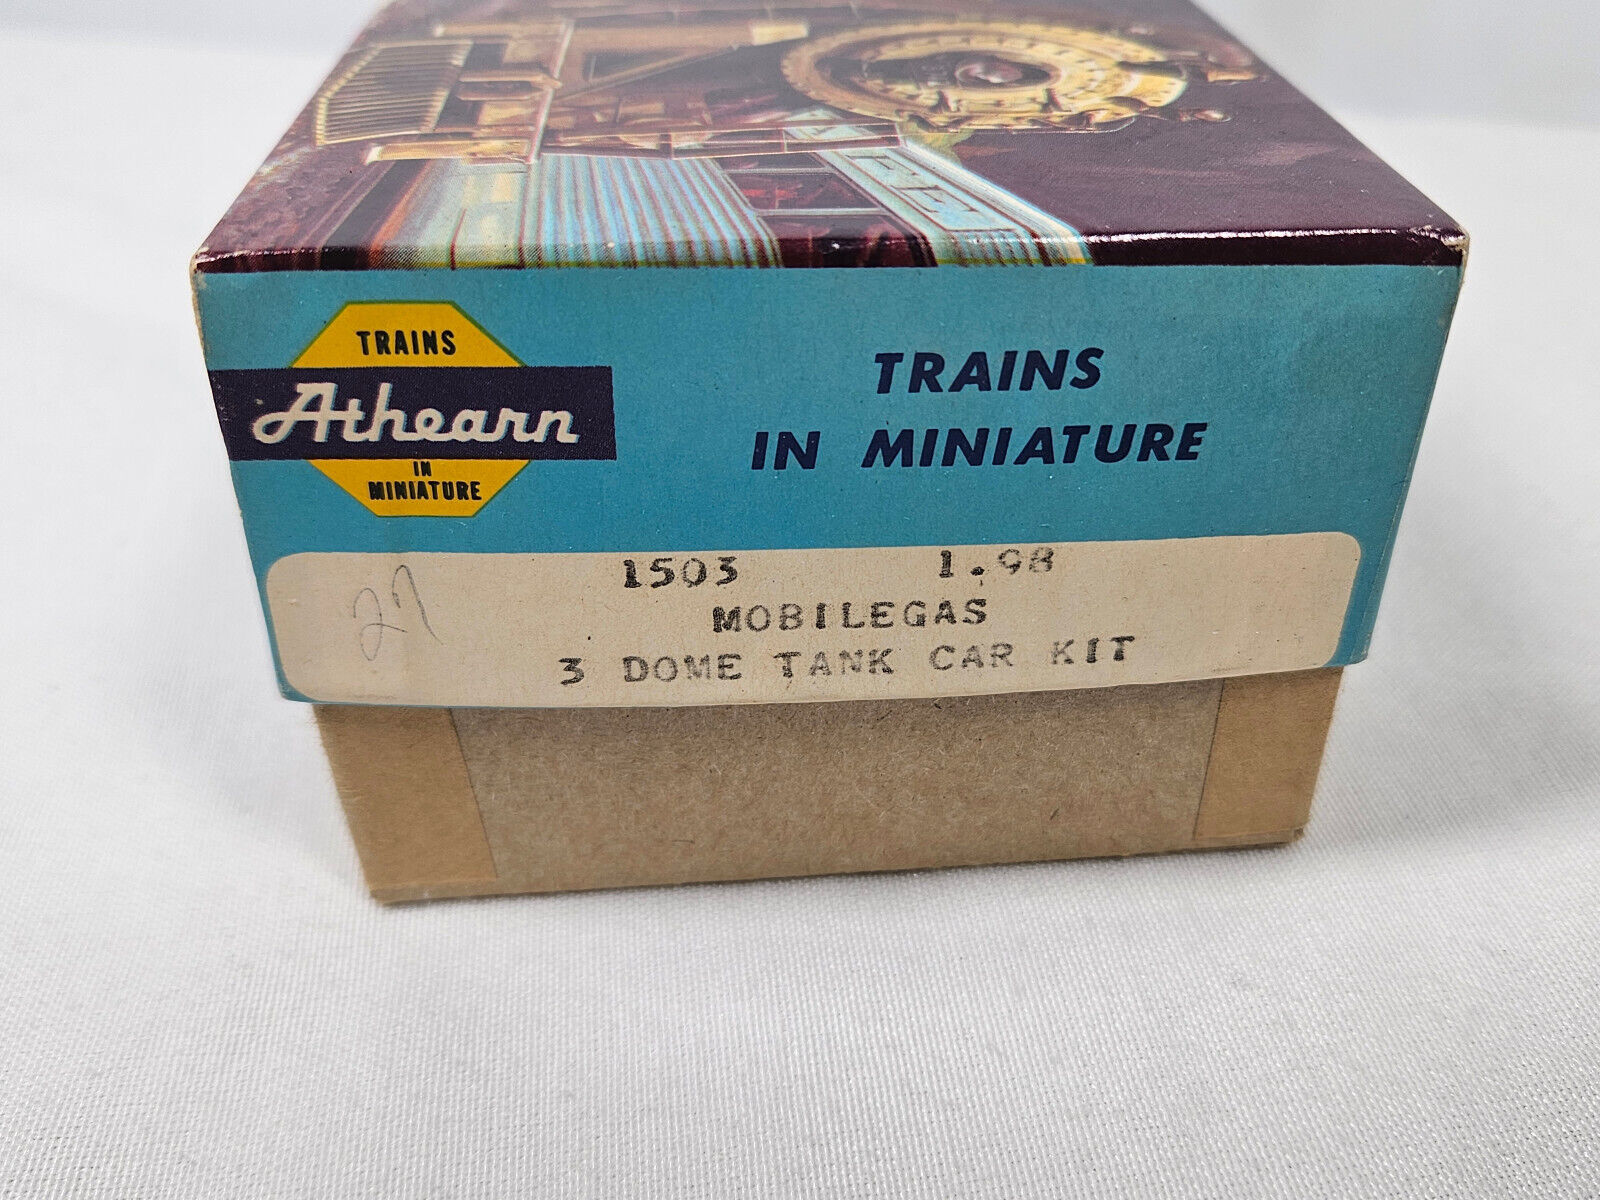 TRAINS
Athearn
IN
MINIATURE
TRAINS
IN MINIATURE
27
1503 1.98
MOBILEGAS
3 DOME TANK CAR KIT